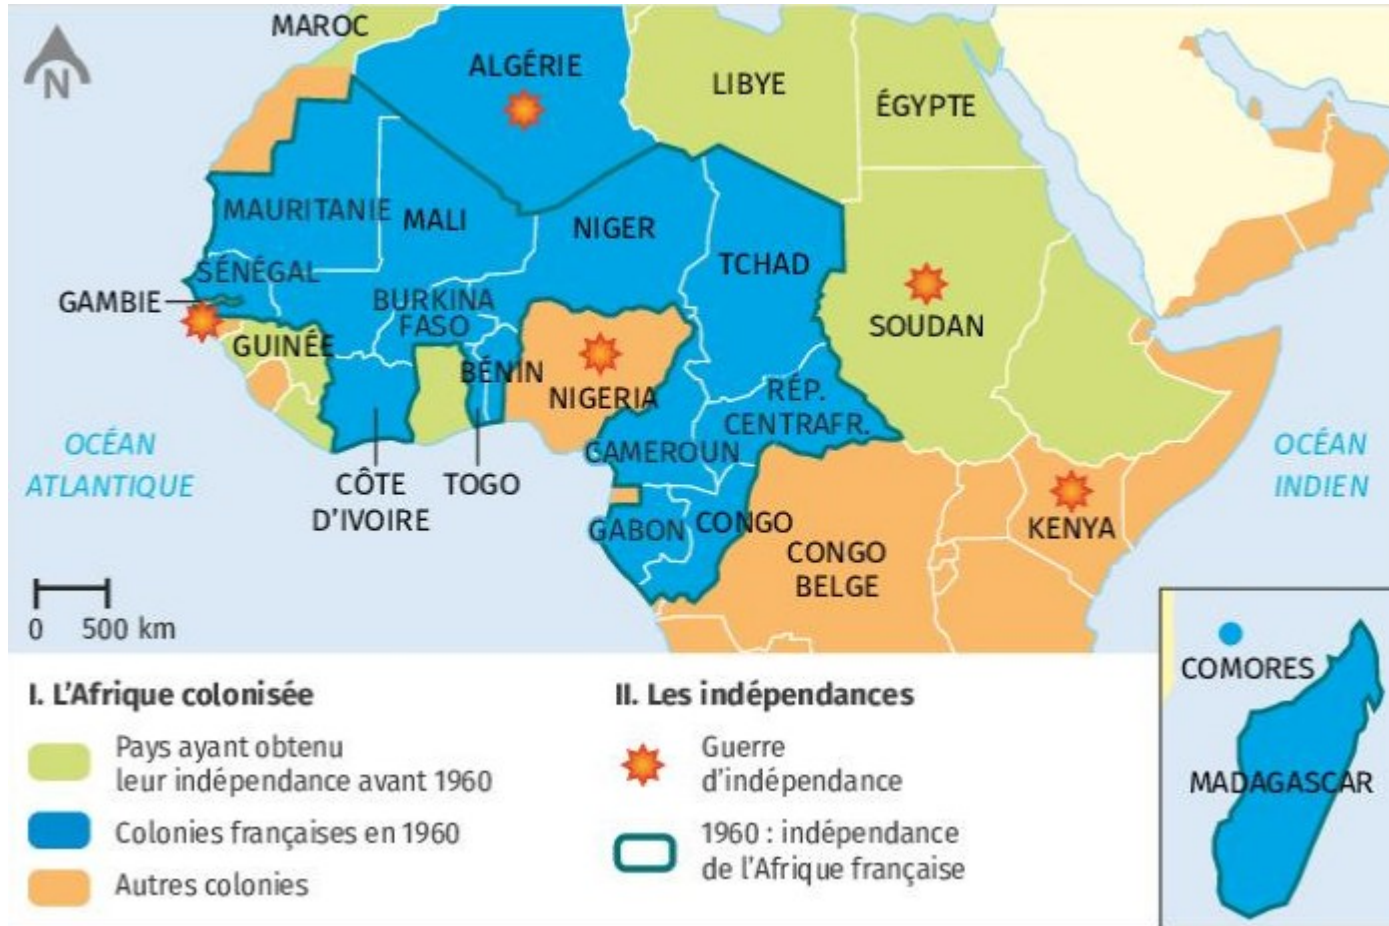 MAROC
ALGÉRIE
LIBYE
ÉGYPTE
N
MAURITANIE
MALI
NIGER
TCHAD
SÉNÉGAL
GAMBIE
BURKINA
FASO
SOUDAN
GUINÉE
BÉNIN
NIGERIA
RÉP.
CENTRAFR.
CAMEROUN
OCÉAN
ATLANTIQUE
CÔTE
D'IVOIRE
TOGO
OCÉAN
INDIEN
GABON
CONGO
KENYA
CONGO
BELGE
0 500 km
COMORES
MADAGASCAR
I. L'Afrique colonisée
Pays ayant obtenu
leur indépendance avant 1960
Colonies françaises en 1960
Autres colonies
II. Les indépendances
Guerre
d'indépendance
1960 : indépendance
de l'Afrique française